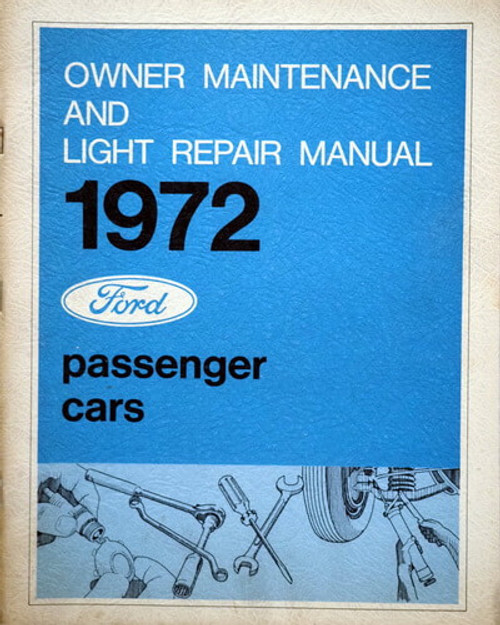 OWNER MAINTENANCE
AND
LIGHT REPAIR MANUAL
1972
Ford
passenger
cars